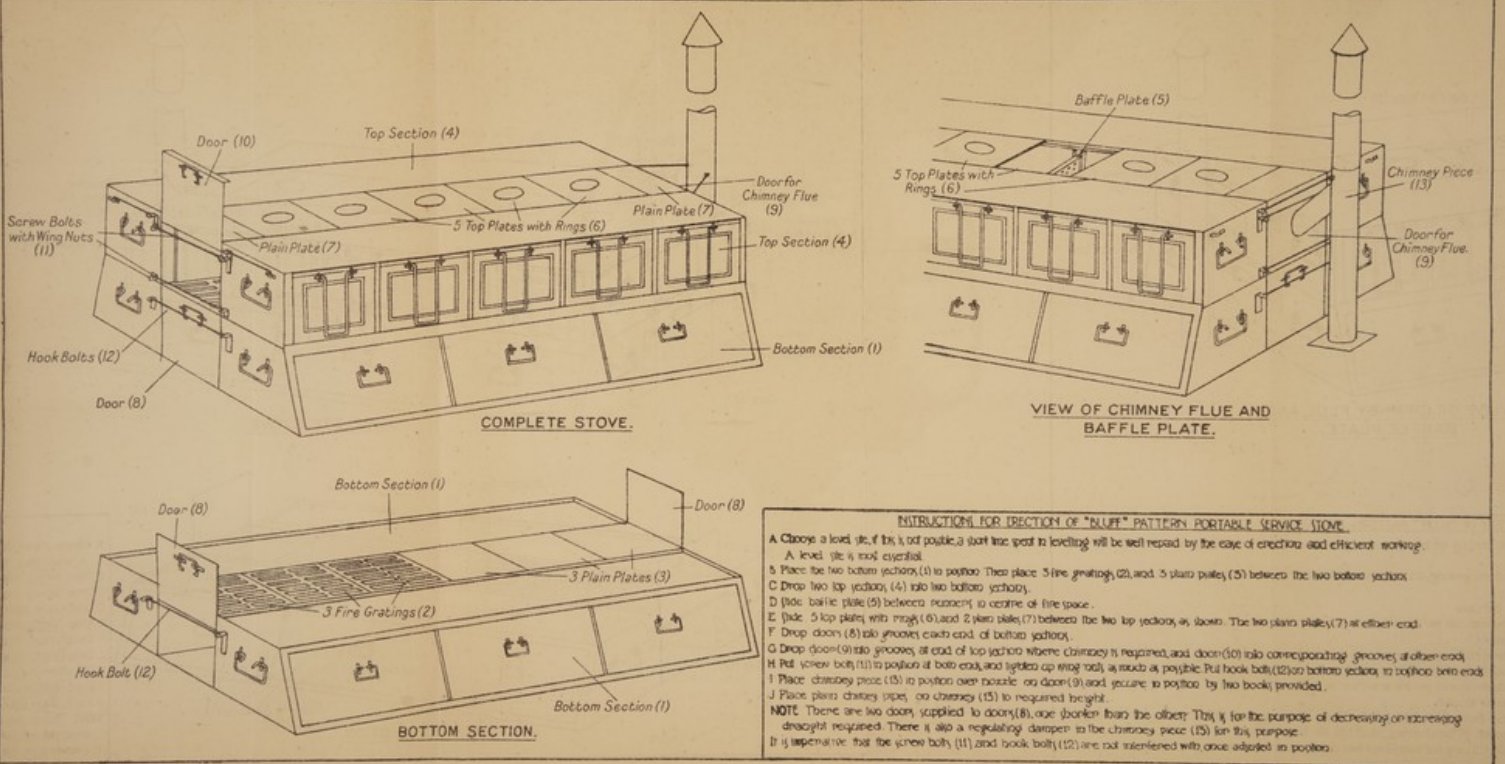 Door (10)
Top Section (4)
Screw Bolts
with Wing Nuts
(11)
Plain Plate (7)
5 Top Plates with Rings (6)
Plain Plate (7)
Door for
Chimney Flue
(9)
Top Section (4)
Hook Bolts (12)
Door (8)
Bottom Section (1)
COMPLETE STOVE.
Baffle Plate (5)
5 Top Plates with
Rings (6)
Chimney Piece
(13)
Door for
Chimney Flue.
(9)
VIEW OF CHIMNEY FLUE AND
BAFFLE PLATE.
Bottom Section (1)
Door (8)
Door (8)
3 Plain Plates (3)
3 Fire Gratings (2)
Hook Bolt (12)
Bottom Section (1)
BOTTOM SECTION.
INSTRUCTIONS FOR ERECTION OF "BLUFF" PATTERN PORTABLE SERVICE STOVE
A Choose a level site, if this is not possible, a short time spent in levelling will be well repaid by the ease of erection and efficient working.
A level site is most essential.
B Place the two bottom sections (1) in position Then place 3 fire gratings, (2), and 3 plain plates, (3) between the two bottom sections
C Drop two top sections (4) into two bottom sections.
D Slide baffle plate (5) between runners in centre of fire space.
E Slide 5 top plates with rings (6) and 2 plain plates (7) between the two top sections as shown. The two plain plates (7) at either end.
F Drop doors (8) into grooves each end of bottom sections.
G Drop door (9) into grooves, at end of top section where chimney is required, and door (10) into corresponding grooves at other end,
H Put screw bolts (11) in position at both ends, and tighten up wing nuts as much as possible. Put hook bolts (12) on bottom sections in position both ends
I Place chimney piece (13) in position over nozzle on door (9) and secure in position by two hooks provided.
J Place plain chimney pipes, on chimney (13) to required height.
NOTE There are two doors supplied to doors (8), one shorter than the other. This is for the purpose of decreasing or increasing
draught required. There is also a regulating damper in the chimney piece (13) for this purpose.
It is imperative that the screw bolts (11) and hook bolts (12) are not interfered with once adjusted in position